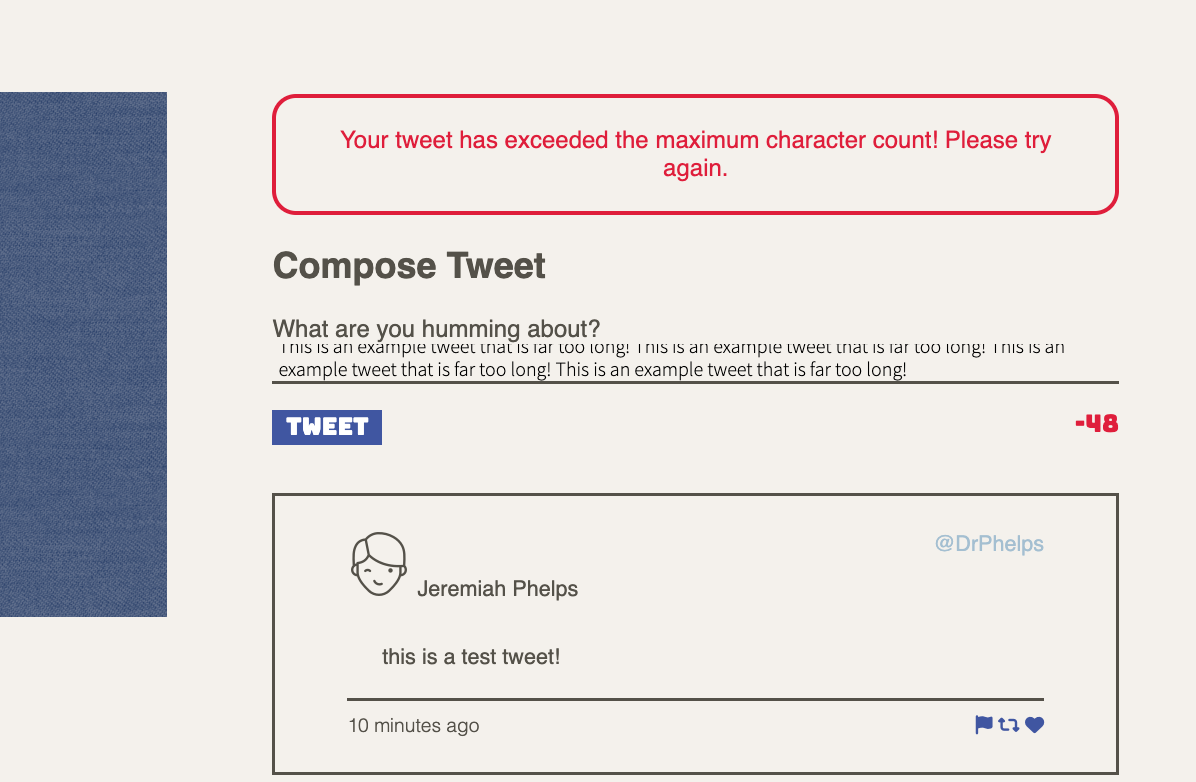 Your tweet has exceeded the maximum character count! Please try
again.
Compose Tweet
What are you humming about?
This is an example tweet that is far too long! This is an example tweet that is far too long! This is an
example tweet that is far too long! This is an example tweet that is far too long!
TWEET
-48
@DrPhelps
Jeremiah Phelps
this is a test tweet!
10 minutes ago